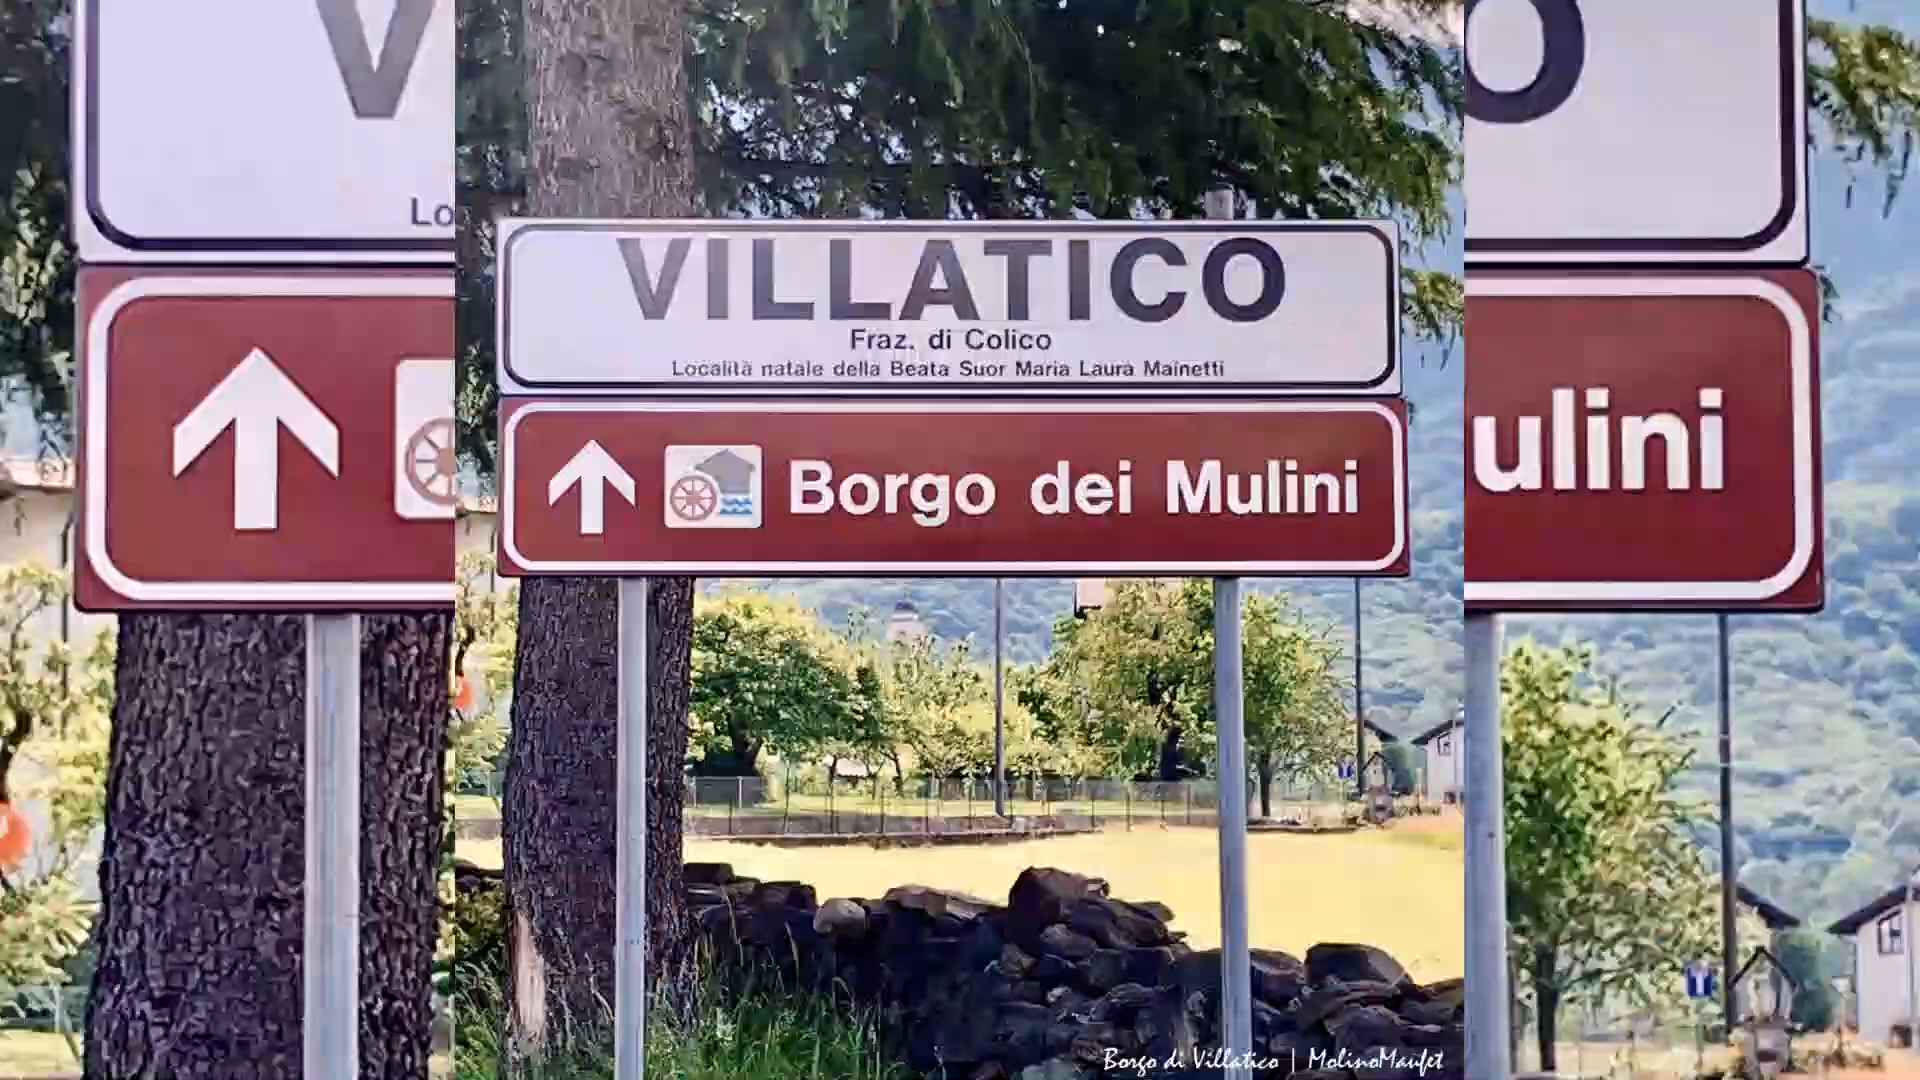 VILLATICO
Fraz. di Colico
Località natale della Beata Suor Maria Laura Mainetti
Borgo dei Mulini
V
Lo
O
ulini
Borgo di Villatico | MolinoMaufet